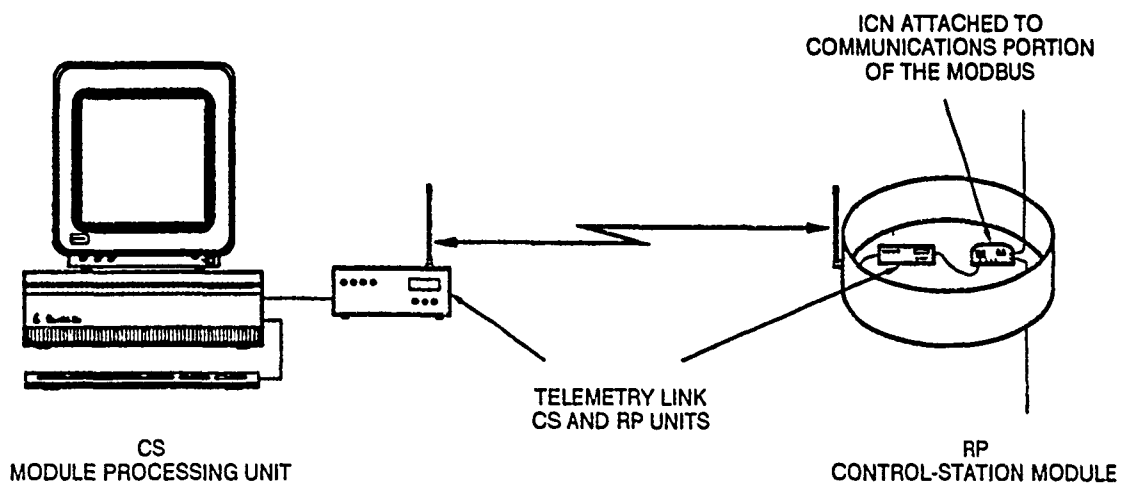 ICN ATTACHED TO
COMMUNICATIONS PORTION
OF THE MODBUS
TELEMETRY LINK
CS AND RP UNITS
CS
MODULE PROCESSING UNIT
RP
CONTROL-STATION MODULE